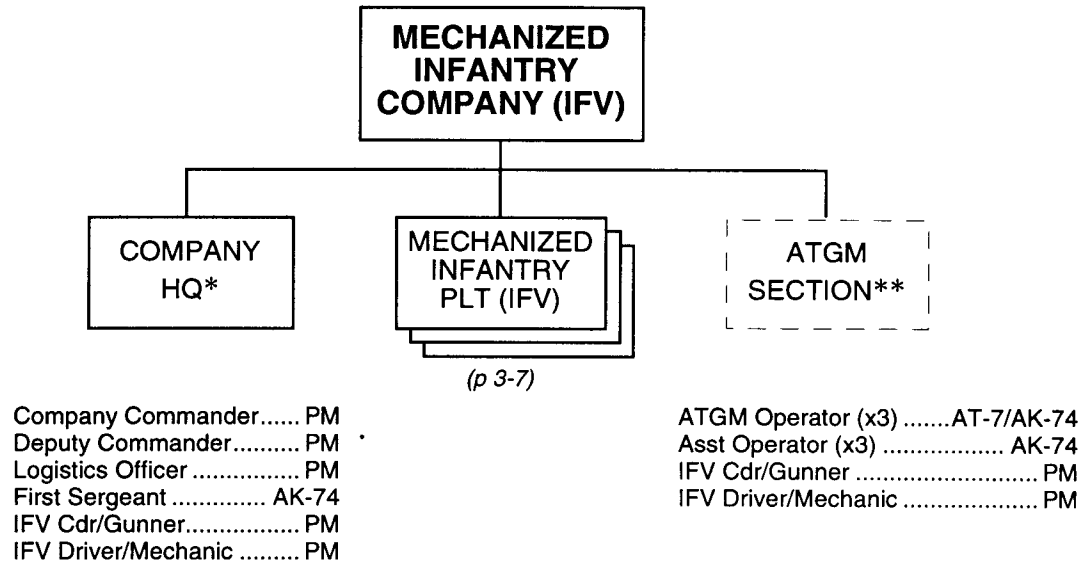 MECHANIZED
INFANTRY
COMPANY (IFV)
COMPANY
HQ*
MECHANIZED
INFANTRY
PLT (IFV)
ATGM
SECTION**
(p 3-7)
Company Commander...... PM
Deputy Commander......... PM
Logistics Officer ............... PM
First Sergeant ............. AK-74
IFV Cdr/Gunner............... PM
IFV Driver/Mechanic ......... PM
ATGM Operator (x3) .......AT-7/AK-74
Asst Operator (x3) .................. AK-74
IFV Cdr/Gunner .......................... PM
IFV Driver/Mechanic .................... PM